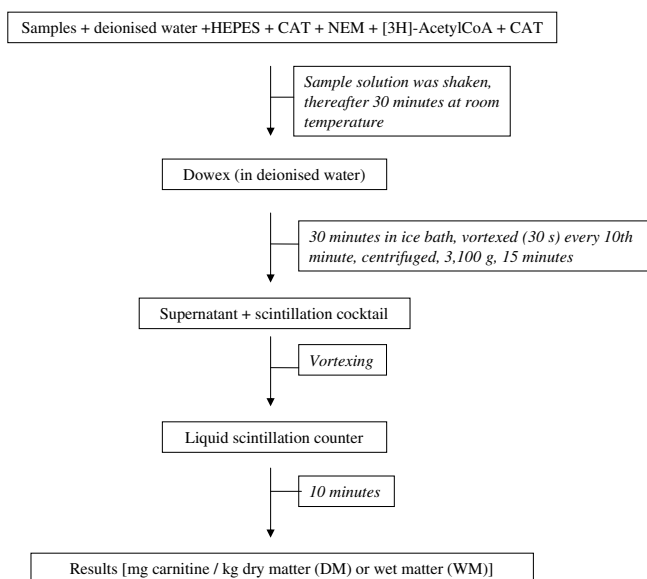 Samples + deionised water +HEPES + CAT + NEM + [3H]-AcetylCoA + CAT
Sample solution was shaken,
thereafter 30 minutes at room
temperature
Dowex (in deionised water)
30 minutes in ice bath, vortexed (30 s) every 10th
minute, centrifuged, 3,100 g, 15 minutes
Supernatant + scintillation cocktail
Vortexing
Liquid scintillation counter
10 minutes
Results [mg carnitine / kg dry matter (DM) or wet matter (WM)]